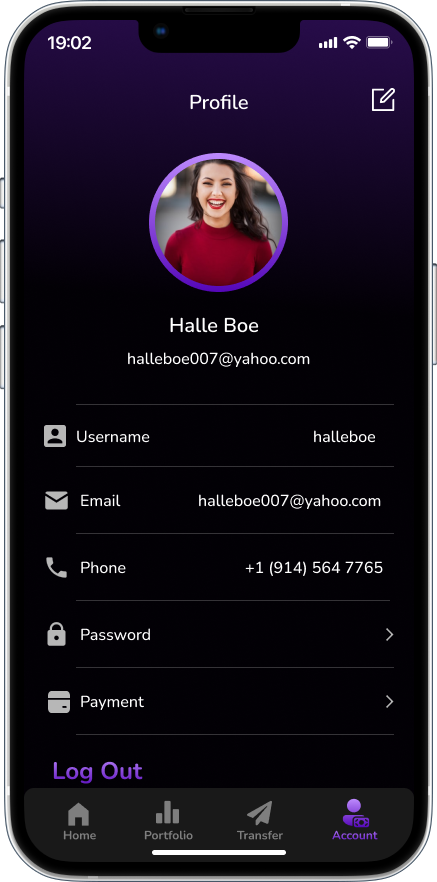 19:02
Profile
Halle Boe
halleboe007@yahoo.com
Username halleboe
Email halleboe007@yahoo.com
Phone +1 (914) 564 7765
Password
Payment
Log Out
Home Portfolio Transfer Account